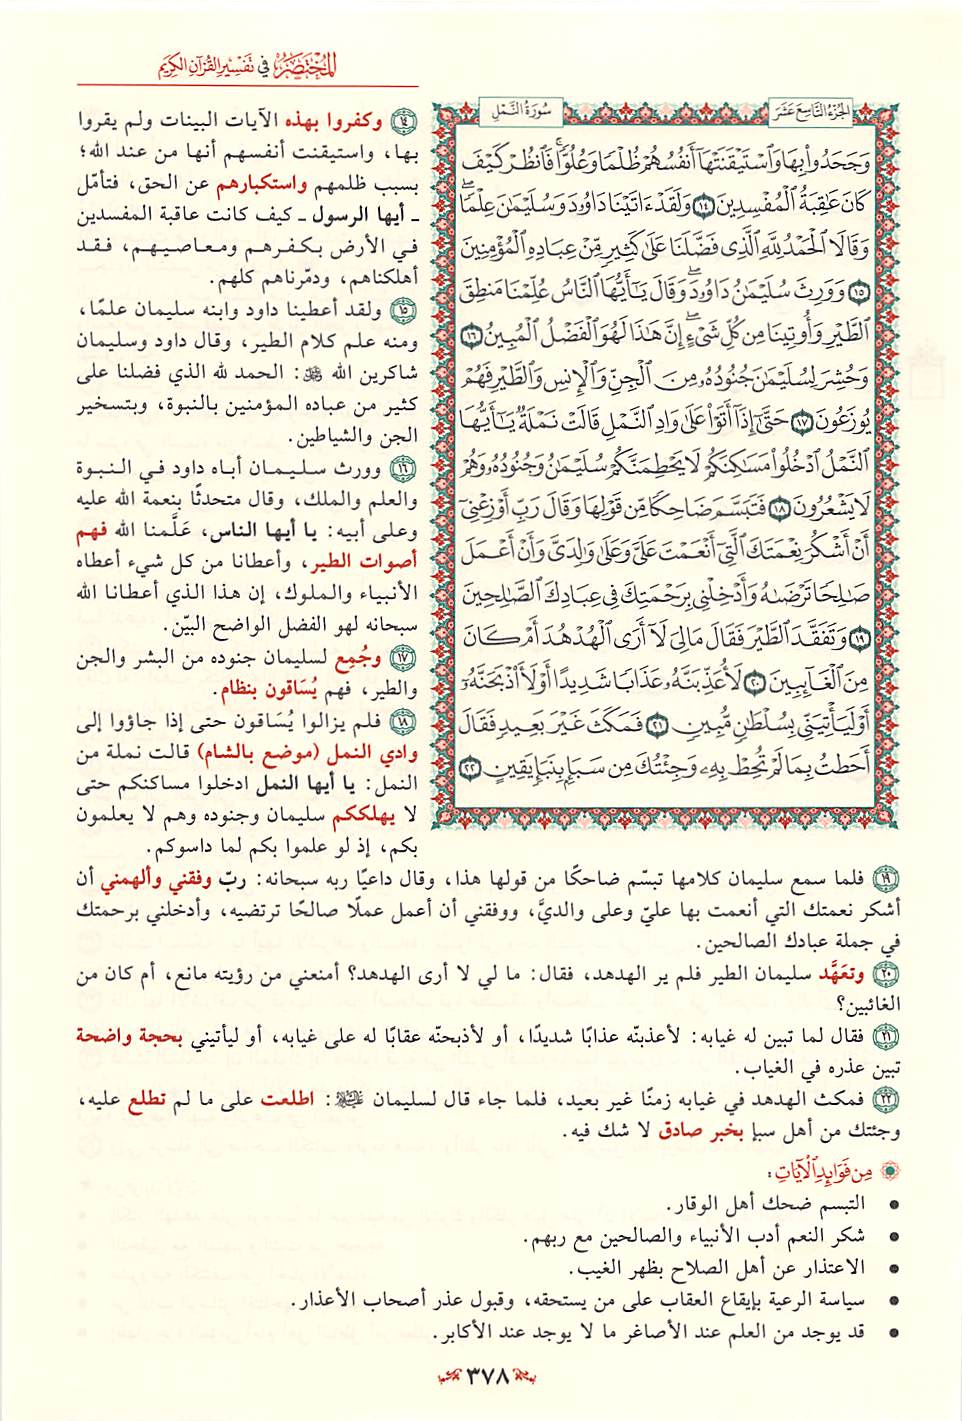 المختصر في تفسير القرآن الكريم
الجزء التاسع عشر
سورة النمل
وَجَحَدُوا۟ بِهَا وَٱسْتَيْقَنَتْهَآ أَنفُسُهُمْ ظُلْمًا وَعُلُوًّا ۚ فَٱنظُرْ كَيْفَ
كَانَ عَـٰقِبَةُ ٱلْمُفْسِدِينَ ١٤ وَلَقَدْ ءَاتَيْنَا دَاوُۥدَ وَسُلَيْمَـٰنَ عِلْمًا ۖ
وَقَالَا ٱلْحَمْدُ لِلَّهِ ٱلَّذِى فَضَّلَنَا عَلَىٰ كَثِيرٍ مِّنْ عِبَادِهِ ٱلْمُؤْمِنِينَ
١٥ وَوَرِثَ سُلَيْمَـٰنُ دَاوُۥدَ ۖ وَقَالَ يَـٰٓأَيُّهَا ٱلنَّاسُ عُلِّمْنَا مَنطِقَ
ٱلطَّيْرِ وَأُوتِينَا مِن كُلِّ شَىْءٍ ۖ إِنَّ هَـٰذَا لَهُوَ ٱلْفَضْلُ ٱلْمُبِينُ ١٦
وَحُشِرَ لِسُلَيْمَـٰنَ جُنُودُهُۥ مِنَ ٱلْجِنِّ وَٱلْإِنسِ وَٱلطَّيْرِ فَهُمْ
يُوزَعُونَ ١٧ حَتَّىٰٓ إِذَآ أَتَوْا۟ عَلَىٰ وَادِ ٱلنَّمْلِ قَالَتْ نَمْلَةٌ يَـٰٓأَيُّهَا
ٱلنَّمْلُ ٱدْخُلُوا۟ مَسَـٰكِنَكُمْ لَا يَحْطِمَنَّكُمْ سُلَيْمَـٰنُ وَجُنُودُهُۥ وَهُمْ
لَا يَشْعُرُونَ ١٨ فَتَبَسَّمَ ضَاحِكًا مِّن قَوْلِهَا وَقَالَ رَبِّ أَوْزِعْنِىٓ
أَنْ أَشْكُرَ نِعْمَتَكَ ٱلَّتِىٓ أَنْعَمْتَ عَلَىَّ وَعَلَىٰ وَٰلِدَىَّ وَأَنْ أَعْمَلَ
صَـٰلِحًا تَرْضَىٰهُ وَأَدْخِلْنِى بِرَحْمَتِكَ فِى عِبَادِكَ ٱلصَّـٰلِحِينَ
١٩ وَتَفَقَّدَ ٱلطَّيْرَ فَقَالَ مَا لِىَ لَآ أَرَى ٱلْهُدْهُدَ أَمْ كَانَ
مِنَ ٱلْغَآئِبِينَ ٢٠ لَأُعَذِّبَنَّهُۥ عَذَابًا شَدِيدًا أَوْ لَأَا۟ذْبَحَنَّهُۥٓ
أَوْ لَيَأْتِيَنِّى بِسُلْطَـٰنٍ مُّبِينٍ ٢١ فَمَكَثَ غَيْرَ بَعِيدٍ فَقَالَ
أَحَطتُ بِمَا لَمْ تُحِطْ بِهِۦ وَجِئْتُكَ مِن سَبَإٍۭ بِنَبَإٍ يَقِينٍ ٢٢
١٤ وكفروا بهذه الآيات البينات ولم يقروا
بها، واستيقنت أنفسهم أنها من عند الله؛
بسبب ظلمهم واستكبارهم عن الحق، فتأمّل
ـ أيها الرسول ـ كيف كانت عاقبة المفسدين
في الأرض بكفرهم ومعاصيهم، فقد
أهلكناهم، ودمّرناهم كلهم.
١٥ ولقد أعطينا داود وابنه سليمان علمًا،
ومنه علم كلام الطير، وقال داود وسليمان
شاكرين الله ﷿: الحمد لله الذي فضلنا على
كثير من عباده المؤمنين بالنبوة، وبتسخير
الجن والشياطين.
١٦ وورث سليمان أباه داود في النبوة
والعلم والملك، وقال متحدثًا بنعمة الله عليه
وعلى أبيه: يا أيها الناس، عَلَّمنا الله فهم
أصوات الطير، وأعطانا من كل شيء أعطاه
الأنبياء والملوك، إن هذا الذي أعطانا الله
سبحانه لهو الفضل الواضح البيّن.
١٧ وجُمِع لسليمان جنوده من البشر والجن
والطير، فهم يُسَاقون بنظام.
١٨ فلم يزالوا يُسَاقون حتى إذا جاؤوا إلى
وادي النمل (موضع بالشام) قالت نملة من
النمل: يا أيها النمل ادخلوا مساكنكم حتى
لا يهلككم سليمان وجنوده وهم لا يعلمون
بكم، إذ لو علموا بكم لما داسوكم.
١٩ فلما سمع سليمان كلامها تبسّم ضاحكًا من قولها هذا، وقال داعيًا ربه سبحانه: ربّ وفقني وألهمني أن
أشكر نعمتك التي أنعمت بها عليّ وعلى والديَّ، ووفقني أن أعمل عملًا صالحًا ترتضيه، وأدخلني برحمتك
في جملة عبادك الصالحين.
٢٠ وتعَهَّد سليمان الطير فلم ير الهدهد، فقال: ما لي لا أرى الهدهد؟ أمنعني من رؤيته مانع، أم كان من
الغائبين؟
٢١ فقال لما تبين له غيابه: لأعذبنّه عذابًا شديدًا، أو لأذبحنّه عقابًا له على غيابه، أو ليأتيني بحجة واضحة
تبين عذره في الغياب.
٢٢ فمكث الهدهد في غيابه زمنًا غير بعيد، فلما جاء قال لسليمان ﵇: اطلعت على ما لم تطلع عليه،
وجئتك من أهل سبإ بخبر صادق لا شك فيه.
مِن فَوَائِدِ ٱلْآيَاتِ:
• التبسم ضحك أهل الوقار.
• شكر النعم أدب الأنبياء والصالحين مع ربهم.
• الاعتذار عن أهل الصلاح بظهر الغيب.
• سياسة الرعية بإيقاع العقاب على من يستحقه، وقبول عذر أصحاب الأعذار.
• قد يوجد من العلم عند الأصاغر ما لا يوجد عند الأكابر.
٣٧٨